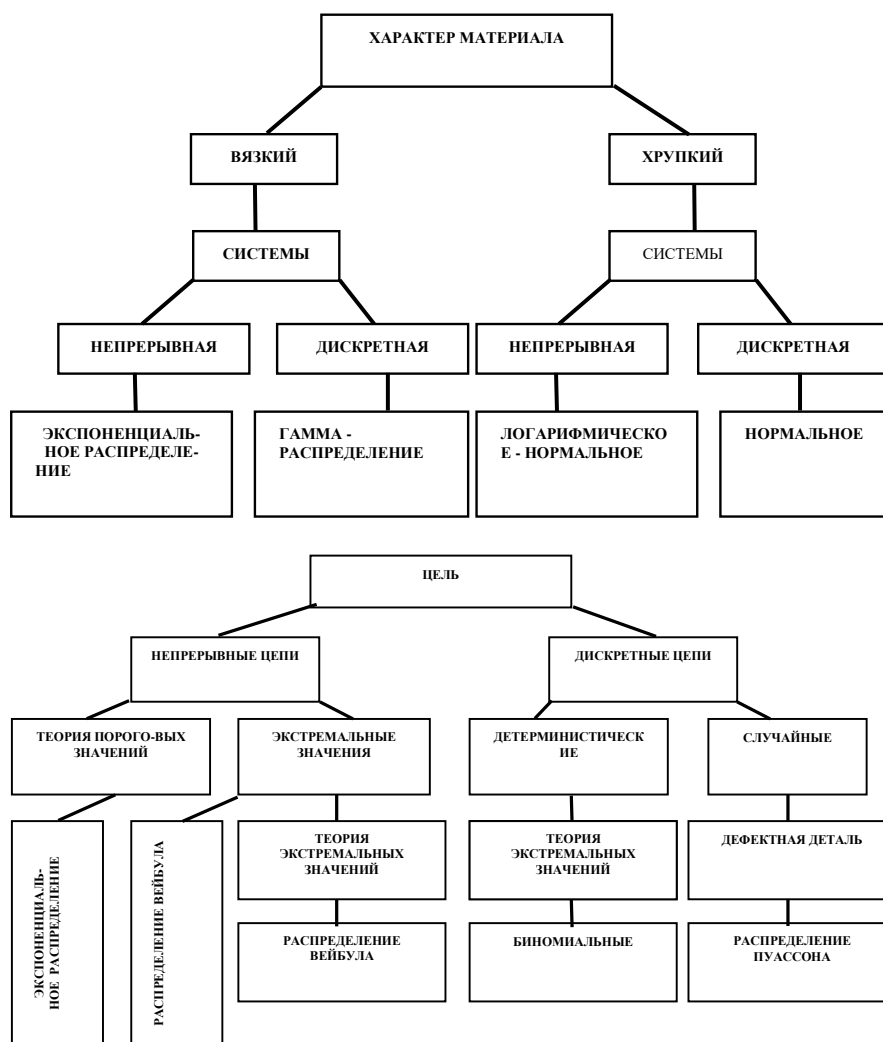 ХАРАКТЕР МАТЕРИАЛА
ВЯЗКИЙ
ХРУПКИЙ
СИСТЕМЫ
СИСТЕМЫ
НЕПРЕРЫВНАЯ
ДИСКРЕТНАЯ
НЕПРЕРЫВНАЯ
ДИСКРЕТНАЯ
ЭКСПОНЕНЦИАЛЬ-
НОЕ РАСПРЕДЕЛЕ-
НИЕ
ГАММА -
РАСПРЕДЕЛЕНИЕ
ЛОГАРИФМИЧЕСКО
Е - НОРМАЛЬНОЕ
НОРМАЛЬНОЕ
ЦЕЛЬ
НЕПРЕРЫВНЫЕ ЦЕПИ
ДИСКРЕТНЫЕ ЦЕПИ
ТЕОРИЯ ПОРОГО-ВЫХ
ЗНАЧЕНИЙ
ЭКСТРЕМАЛЬНЫЕ
ЗНАЧЕНИЯ
ДЕТЕРМИНИСТИЧЕСК
ИЕ
СЛУЧАЙНЫЕ
ЭКСПОНЕНЦИАЛЬ-
НОЕ РАСПРЕДЕЛЕНИЕ
РАСПРЕДЕЛЕНИЕ ВЕЙБУЛА
ТЕОРИЯ
ЭКСТРЕМАЛЬНЫХ
ЗНАЧЕНИЙ
ТЕОРИЯ
ЭКСТРЕМАЛЬНЫХ
ЗНАЧЕНИЙ
ДЕФЕКТНАЯ ДЕТАЛЬ
РАСПРЕДЕЛЕНИЕ
ВЕЙБУЛА
БИНОМИАЛЬНЫЕ
РАСПРЕДЕЛЕНИЕ
ПУАССОНА